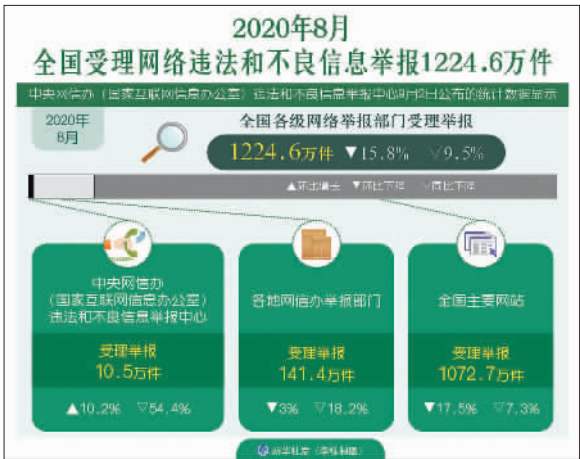 2020年8月
全国受理网络违法和不良信息举报1224.6万件
中央网信办（国家互联网信息办公室）违法和不良信息举报中心9月2日公布的统计数据显示
2020年
8月
全国各级网络举报部门受理举报
1224.6万件 ▼15.8% ▽9.5%
▲环比增长 ▼环比下降 ▽同比下降
中央网信办
（国家互联网信息办公室）
违法和不良信息举报中心
受理举报
10.5万件
▲10.2% ▽54.4%
各地网信办举报部门
受理举报
141.4万件
▼3% ▽18.2%
全国主要网站
受理举报
1072.7万件
▼17.5% ▽7.3%
新华社发